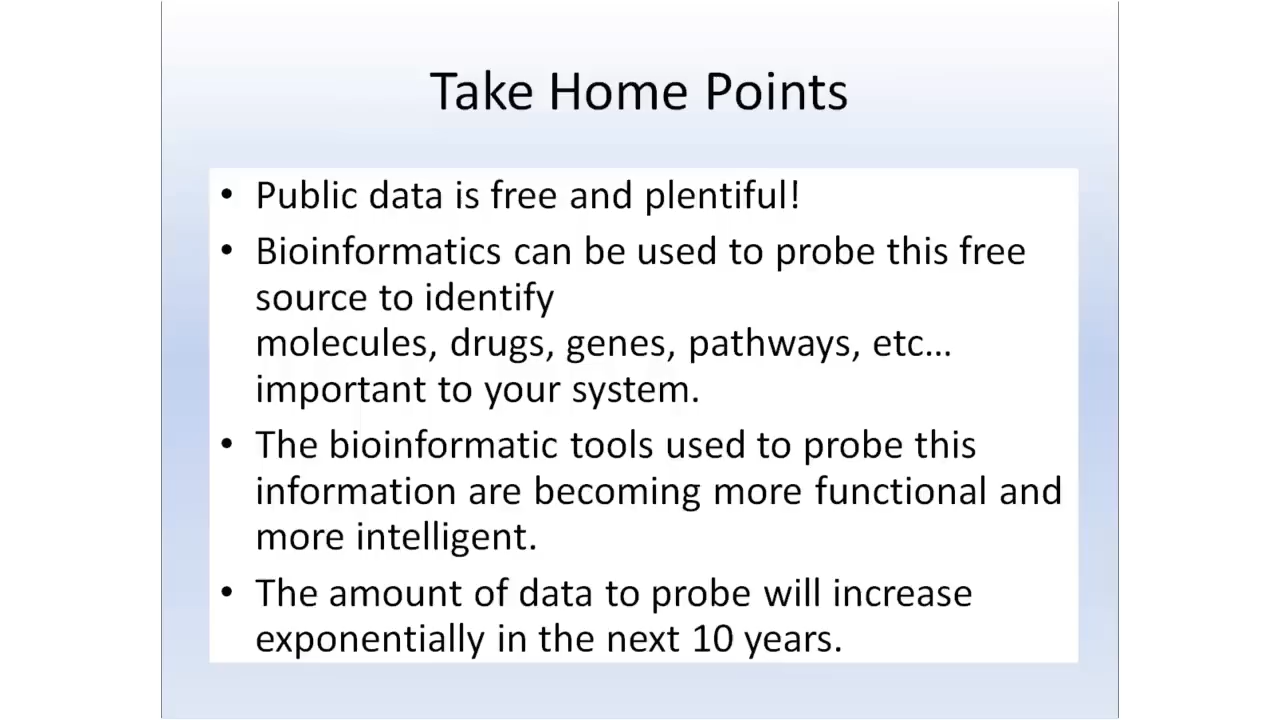 Take Home Points
• Public data is free and plentiful!
• Bioinformatics can be used to probe this free
source to identify
molecules, drugs, genes, pathways, etc…
important to your system.
• The bioinformatic tools used to probe this
information are becoming more functional and
more intelligent.
• The amount of data to probe will increase
exponentially in the next 10 years.